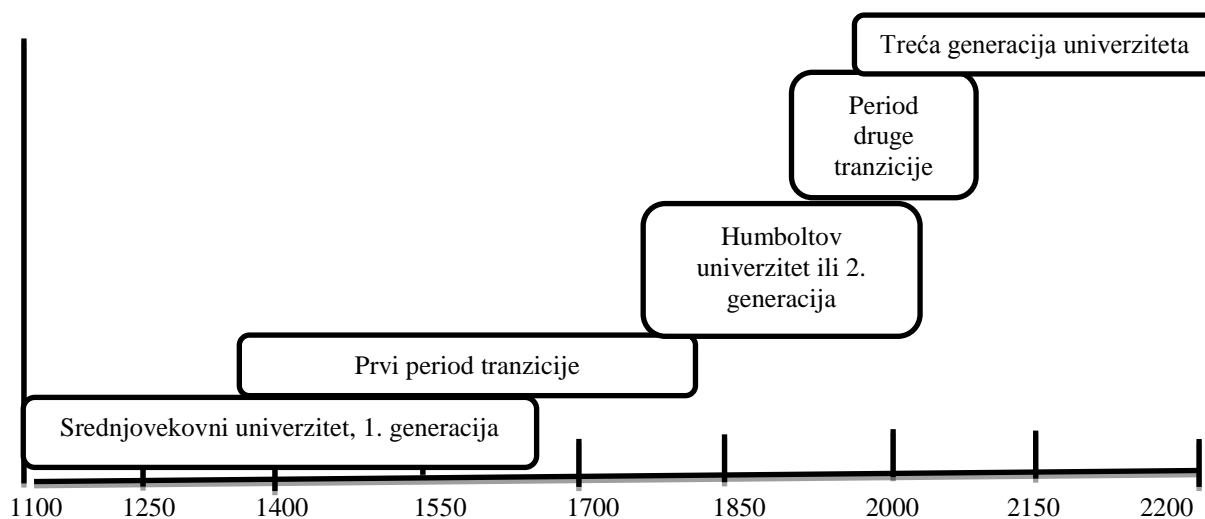 Treća generacija univerziteta
Period
druge
tranzicije
Humboltov
univerzitet ili 2.
generacija
Prvi period tranzicije
Srednjovekovni univerzitet, 1. generacija
1100 1250 1400 1550 1700 1850 2000 2150 2200